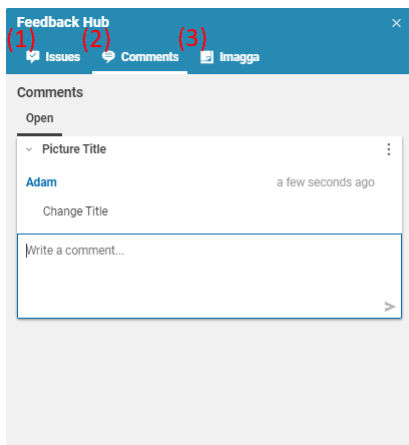 Feedback Hub
(1) Issues (2) Comments (3) Imagga
Comments
Open
Picture Title
Adam a few seconds ago
Change Title
Write a comment...